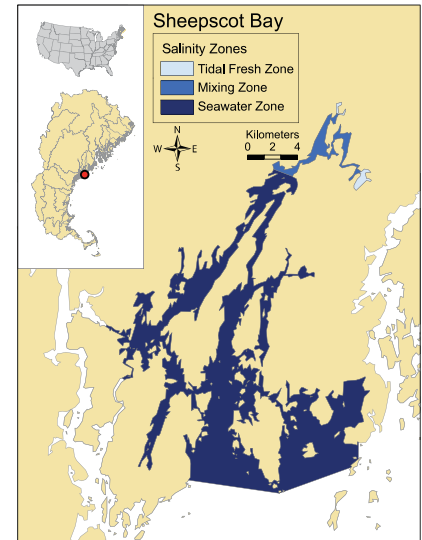 Sheepscot Bay
Salinity Zones
Tidal Fresh Zone
Mixing Zone
Seawater Zone
N
W E
S
Kilometers
0 2 4